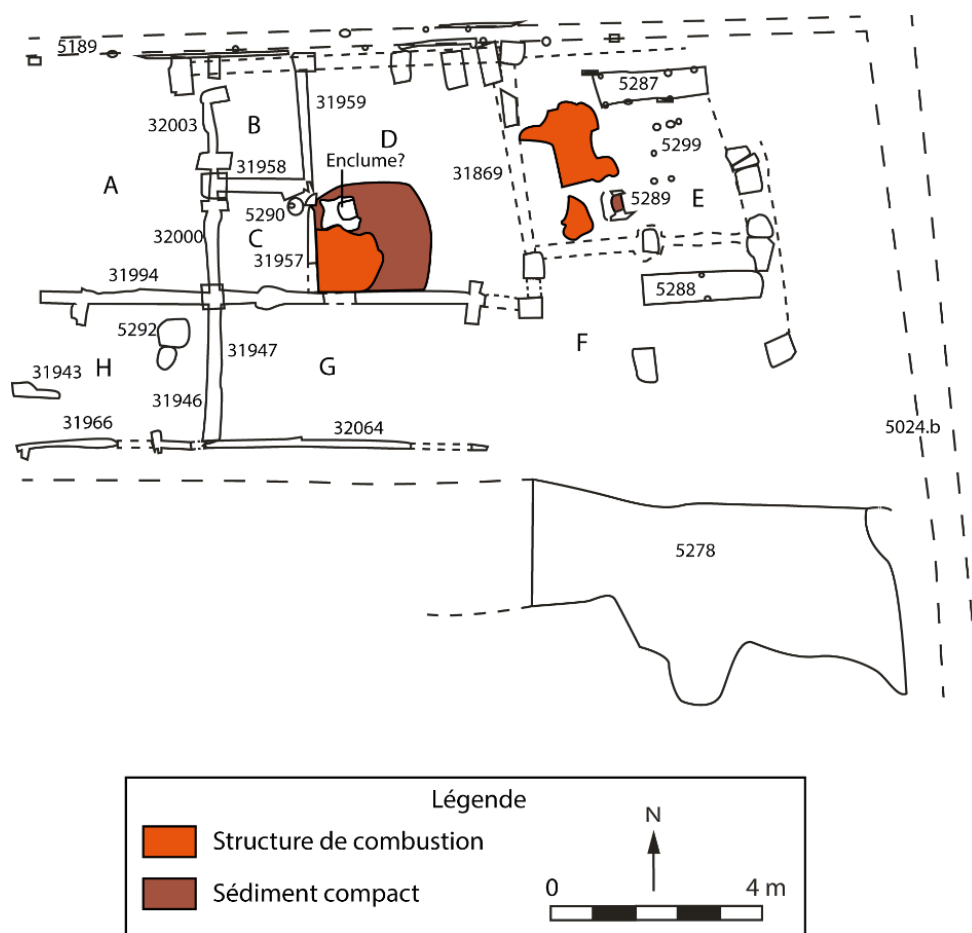 5189
5287
31959
32003
B
D
5299
31958
Enclume?
31869
A
5289
E
5290
C
32000
31957
31994
5288
5292
31947
F
H
G
31943
31946
31966
32064
5024.b
5278
Légende
Structure de combustion
Sédiment compact
N
0 4 m